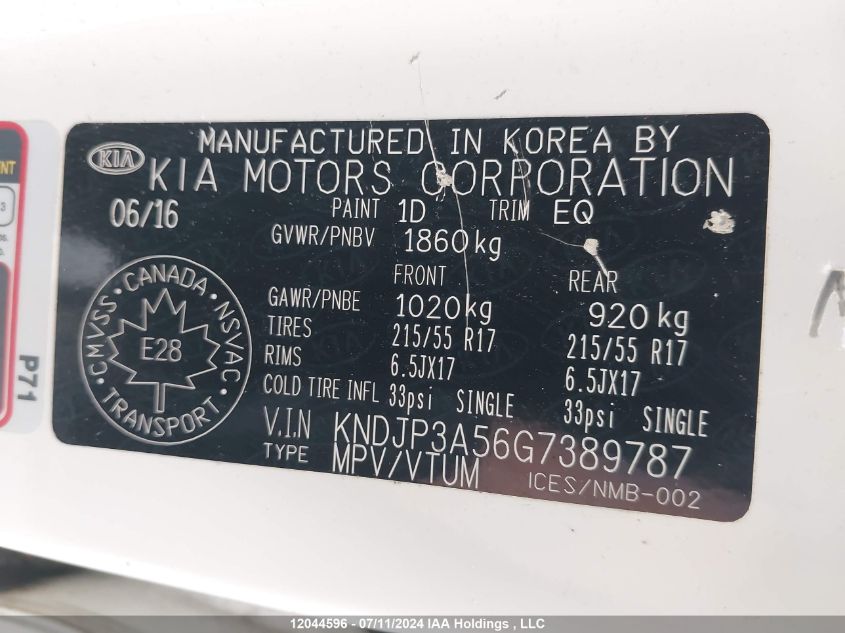 KIA MANUFACTURED IN KOREA BY
KIA MOTORS CORPORATION
06/16 PAINT 1D TRIM EQ
GVWR/PNBV 1860kg
FRONT REAR
GAWR/PNBE 1020kg 920kg
TIRES 215/55 R17 215/55 R17
RIMS 6.5JX17 6.5JX17
COLD TIRE INFL 33psi SINGLE 33psi SINGLE
V.I.N KNDJP3A56G7389787
TYPE MPV/VTUM ICES/NMB-002
CANADA
CMVSS NSVAC
E28
TRANSPORT
P71
12044596 - 07/11/2024 IAA Holdings , LLC